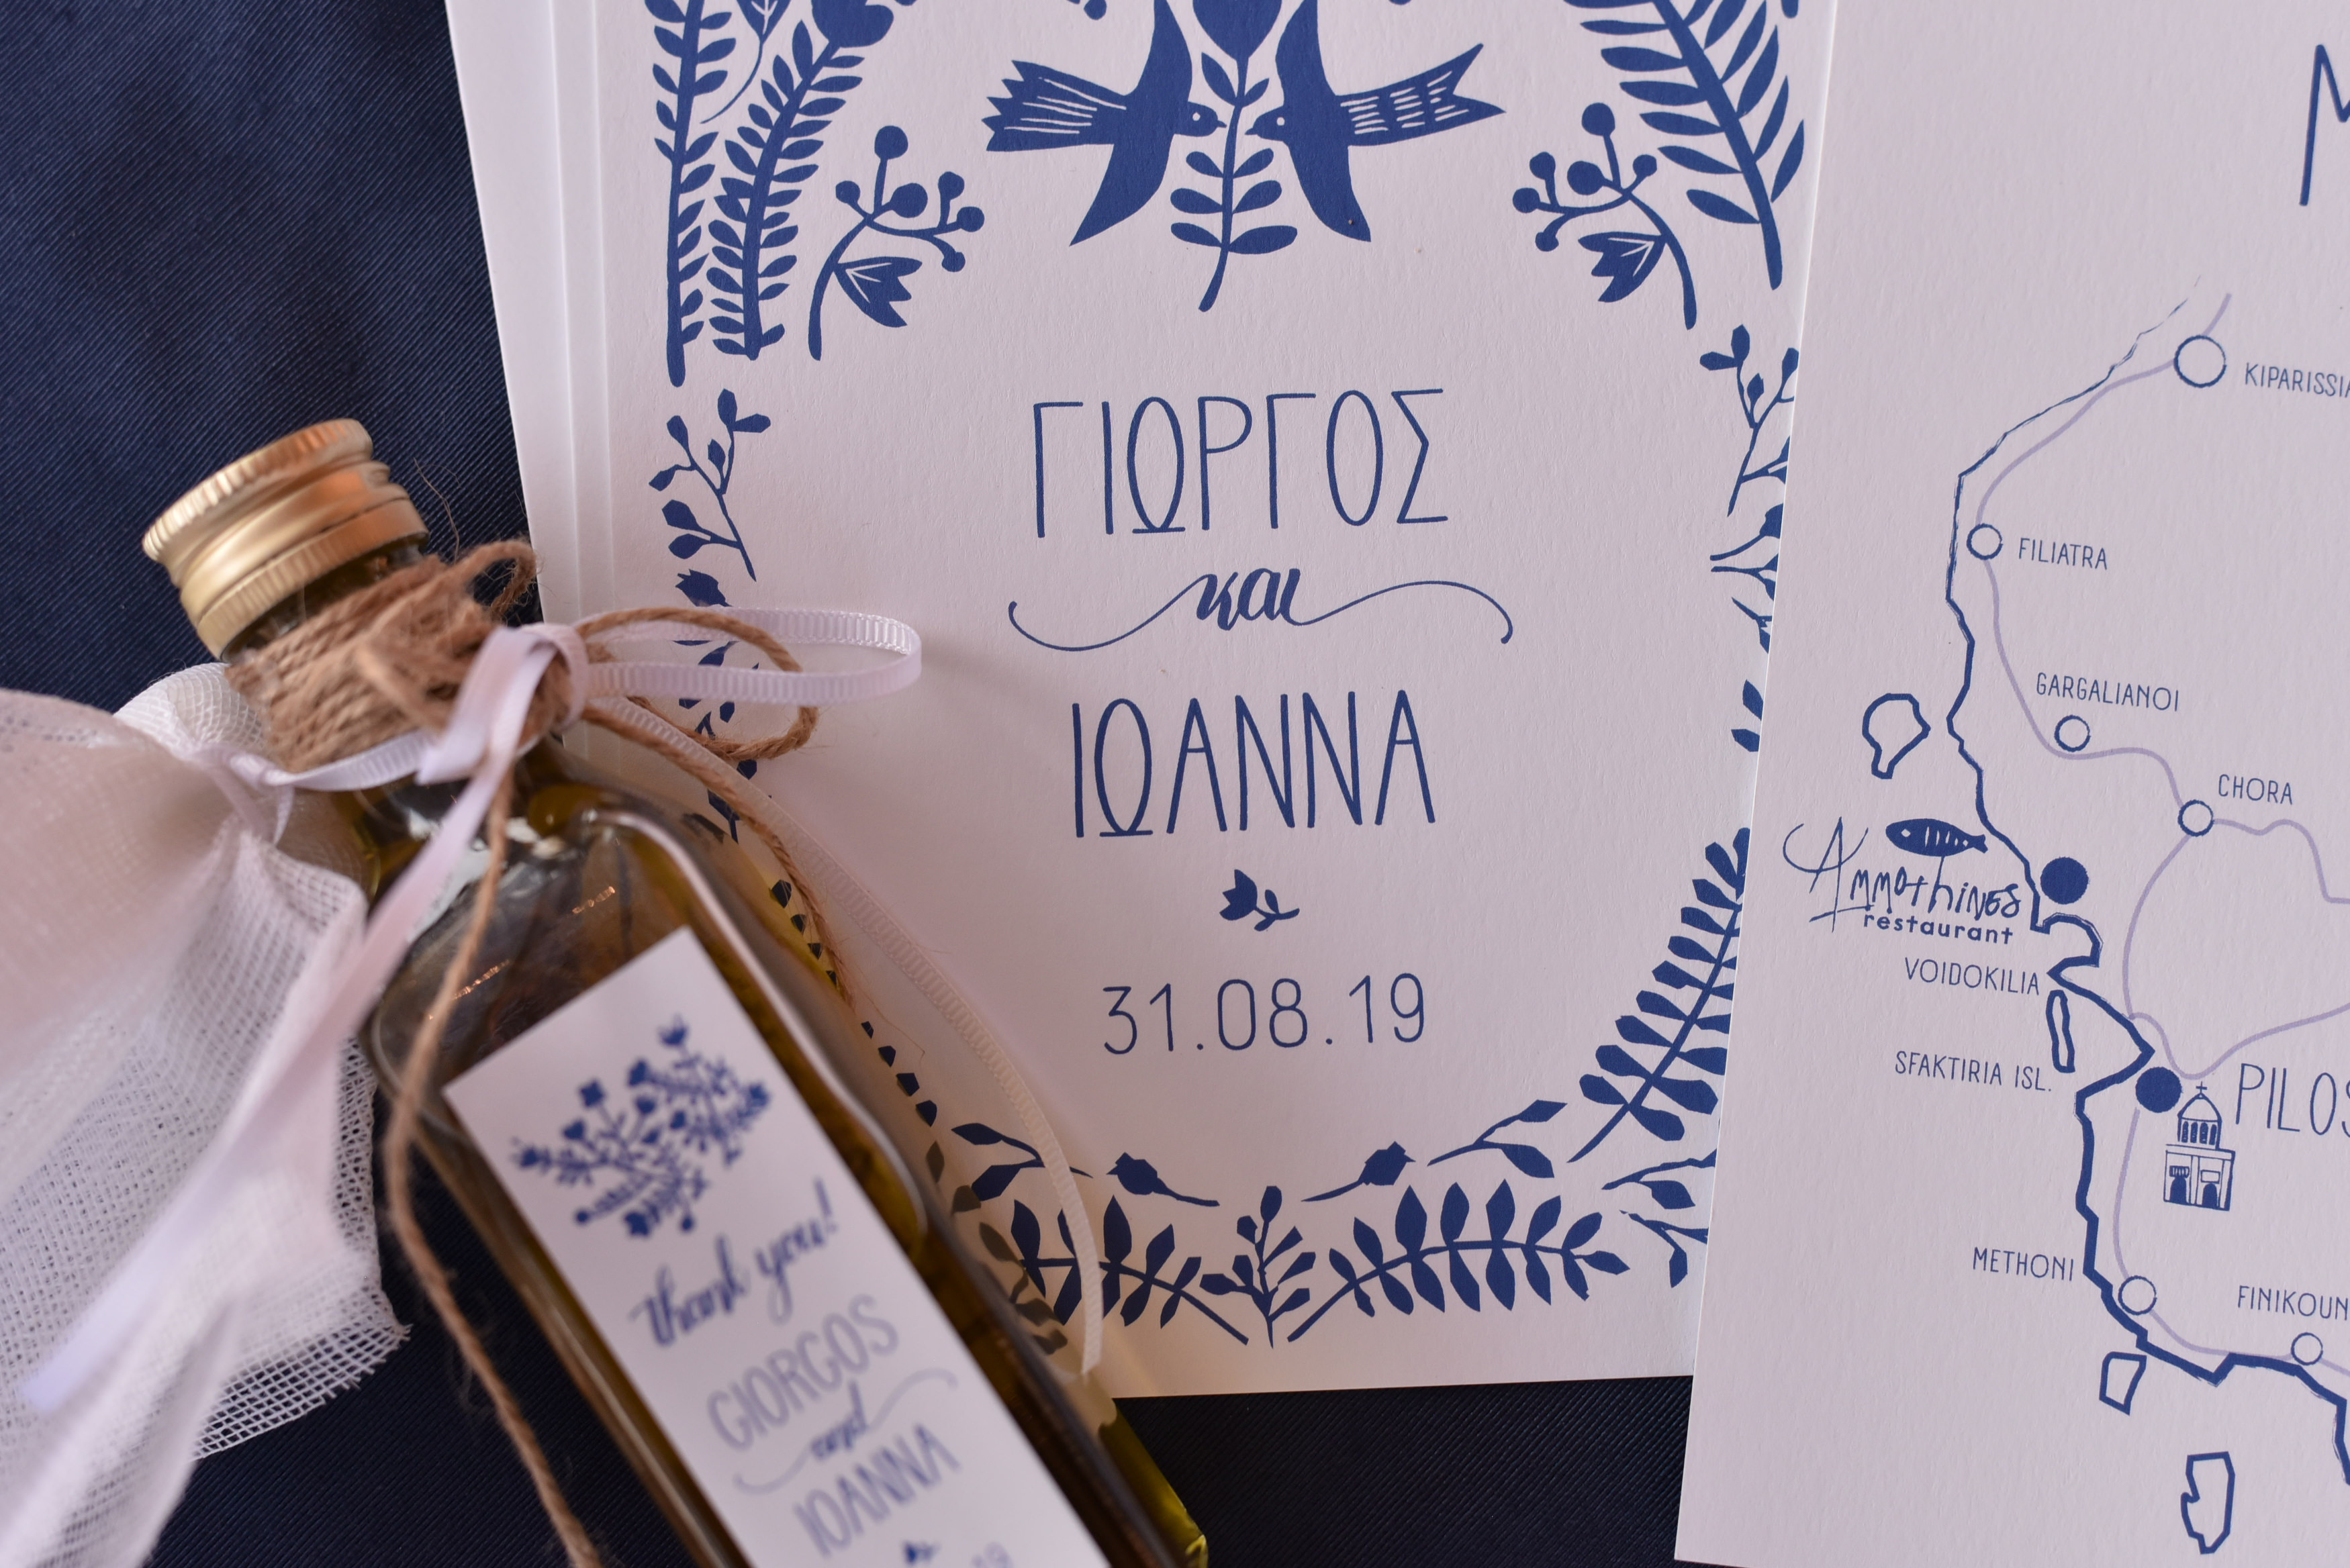 ΓΙΩΡΓΟΣ
και
ΙΩΑΝΝΑ
31.08.19
thank you!
GIORGOS
and
IOANNA
19
KIPARISSIA
FILIATRA
GARGALIANOI
CHORA
Ammothines
restaurant
VOIDOKILIA
SFAKTIRIA ISL.
PILOS
METHONI
FINIKOUN